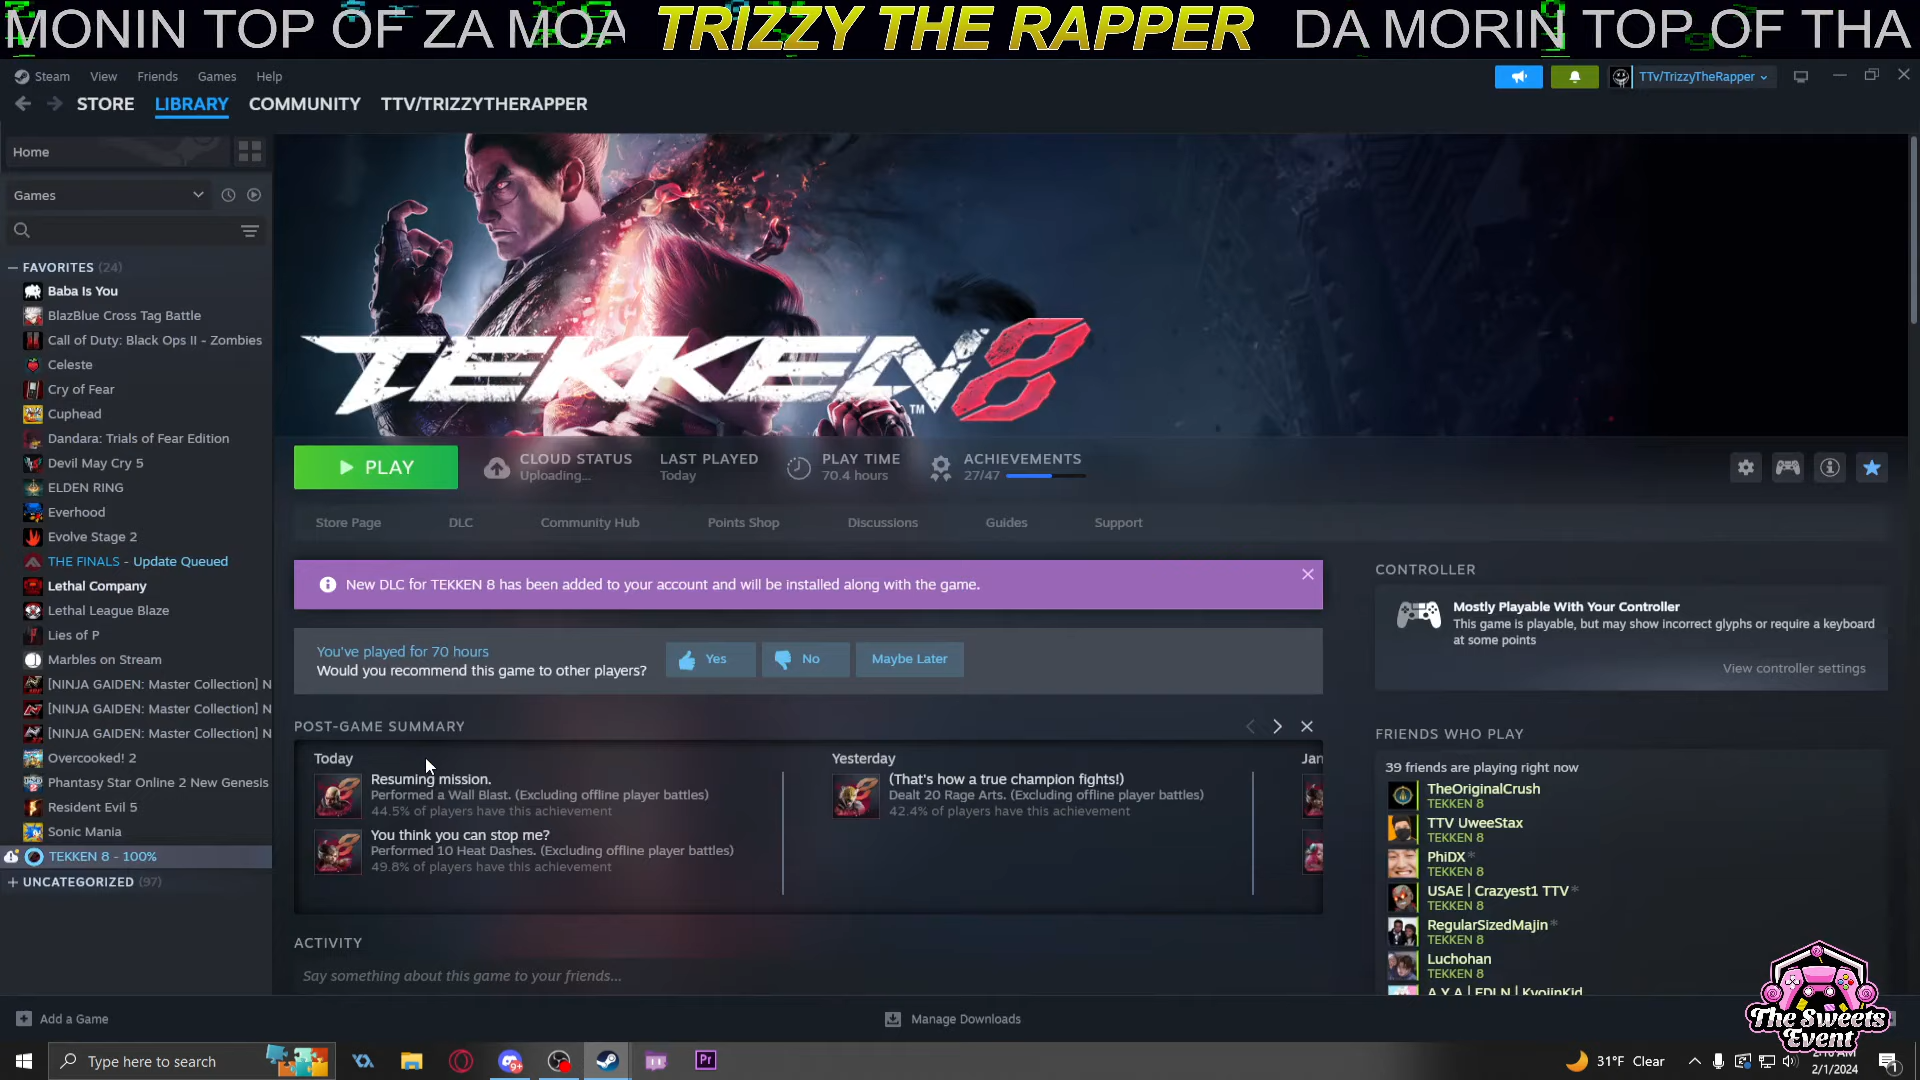 MONIN TOP OF ZA MOA
TRIZZY THE RAPPER
DA MORIN TOP OF THA
Steam
View
Friends
Games
Help
TTv/TrizzyTheRapper
STORE
LIBRARY
COMMUNITY
TTV/TRIZZYTHERAPPER
Home
Games
FAVORITES (24)
Baba Is You
BlazBlue Cross Tag Battle
Call of Duty: Black Ops II - Zombies
Celeste
Cry of Fear
Cuphead
Dandara: Trials of Fear Edition
Devil May Cry 5
ELDEN RING
Everhood
Evolve Stage 2
THE FINALS - Update Queued
Lethal Company
Lethal League Blaze
Lies of P
Marbles on Stream
[NINJA GAIDEN: Master Collection] N
[NINJA GAIDEN: Master Collection] N
[NINJA GAIDEN: Master Collection] N
Overcooked! 2
Phantasy Star Online 2 New Genesis
Resident Evil 5
Sonic Mania
TEKKEN 8 - 100%
UNCATEGORIZED (97)
TEKKEN 8
TM
PLAY
CLOUD STATUS
Uploading...
LAST PLAYED
Today
PLAY TIME
70.4 hours
ACHIEVEMENTS
27/47
Store Page
DLC
Community Hub
Points Shop
Discussions
Guides
Support
New DLC for TEKKEN 8 has been added to your account and will be installed along with the game.
You've played for 70 hours
Would you recommend this game to other players?
Yes
No
Maybe Later
POST-GAME SUMMARY
Today
Resuming mission.
Performed a Wall Blast. (Excluding offline player battles)
44.5% of players have this achievement
You think you can stop me?
Performed 10 Heat Dashes. (Excluding offline player battles)
49.8% of players have this achievement
Yesterday
(That's how a true champion fights!)
Dealt 20 Rage Arts. (Excluding offline player battles)
42.4% of players have this achievement
Jan
ACTIVITY
Say something about this game to your friends...
CONTROLLER
Mostly Playable With Your Controller
This game is playable, but may show incorrect glyphs or require a keyboard
at some points
View controller settings
FRIENDS WHO PLAY
39 friends are playing right now
TheOriginalCrush
TEKKEN 8
TTV UweeStax
TEKKEN 8
PhiDX *
TEKKEN 8
USAE | Crazyest1 TTV *
TEKKEN 8
RegularSizedMajin *
TEKKEN 8
Luchohan
TEKKEN 8
A Y A | EDLN | KyojinKid
The Sweets
Event
Add a Game
Manage Downloads
Type here to search
9+
Pr
31°F Clear
2/1/2024
1